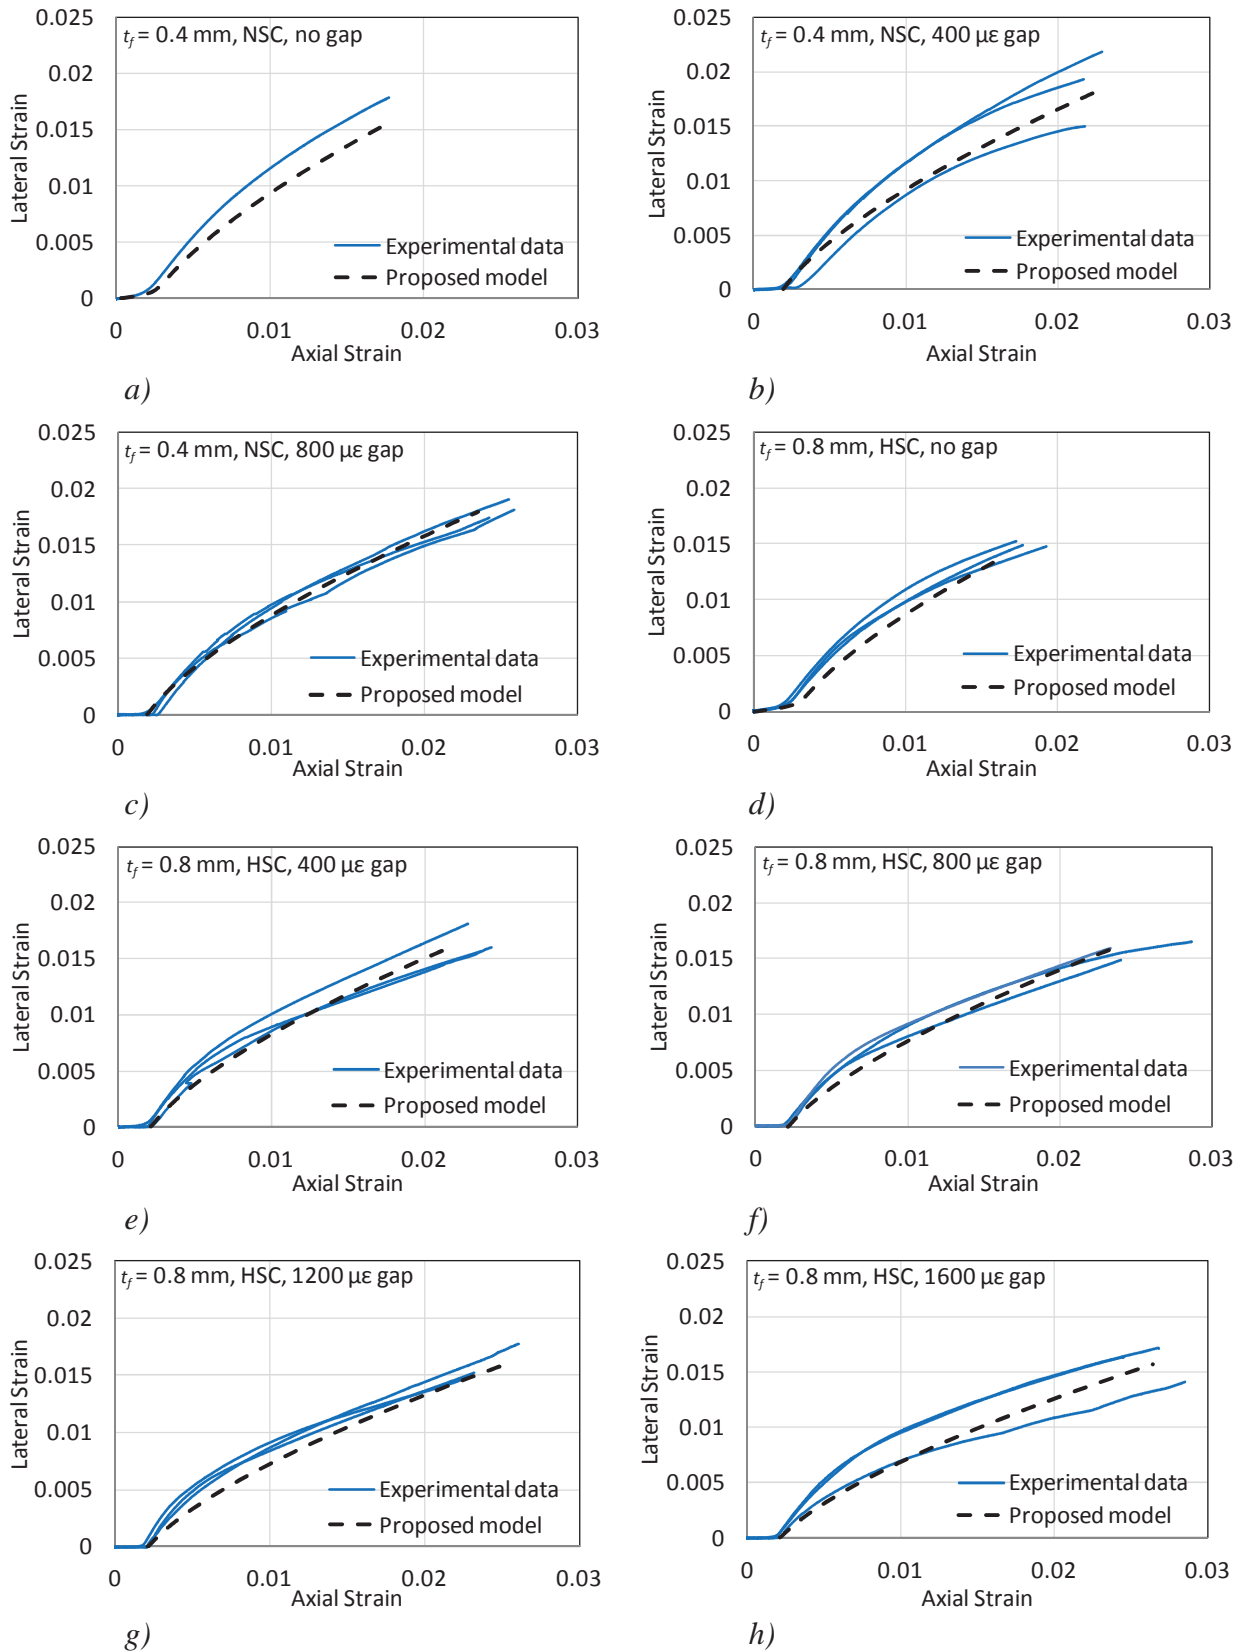 t_f = 0.4 mm, NSC, no gap
0.025
0.02
0.015
0.01
0.005
0
Lateral Strain
Experimental data
Proposed model
0
0.01
0.02
0.03
Axial Strain
a)
t_f = 0.4 mm, NSC, 400 με gap
0.025
0.02
0.015
0.01
0.005
0
Lateral Strain
Experimental data
Proposed model
0
0.01
0.02
0.03
Axial Strain
b)
t_f = 0.4 mm, NSC, 800 με gap
0.025
0.02
0.015
0.01
0.005
0
Lateral Strain
Experimental data
Proposed model
0
0.01
0.02
0.03
Axial Strain
c)
t_f = 0.8 mm, HSC, no gap
0.025
0.02
0.015
0.01
0.005
0
Lateral Strain
Experimental data
Proposed model
0
0.01
0.02
0.03
Axial Strain
d)
t_f = 0.8 mm, HSC, 400 με gap
0.025
0.02
0.015
0.01
0.005
0
Lateral Strain
Experimental data
Proposed model
0
0.01
0.02
0.03
Axial Strain
e)
t_f = 0.8 mm, HSC, 800 με gap
0.025
0.02
0.015
0.01
0.005
0
Lateral Strain
Experimental data
Proposed model
0
0.01
0.02
0.03
Axial Strain
f)
t_f = 0.8 mm, HSC, 1200 με gap
0.025
0.02
0.015
0.01
0.005
0
Lateral Strain
Experimental data
Proposed model
0
0.01
0.02
0.03
Axial Strain
g)
t_f = 0.8 mm, HSC, 1600 με gap
0.025
0.02
0.015
0.01
0.005
0
Lateral Strain
Experimental data
Proposed model
0
0.01
0.02
0.03
Axial Strain
h)